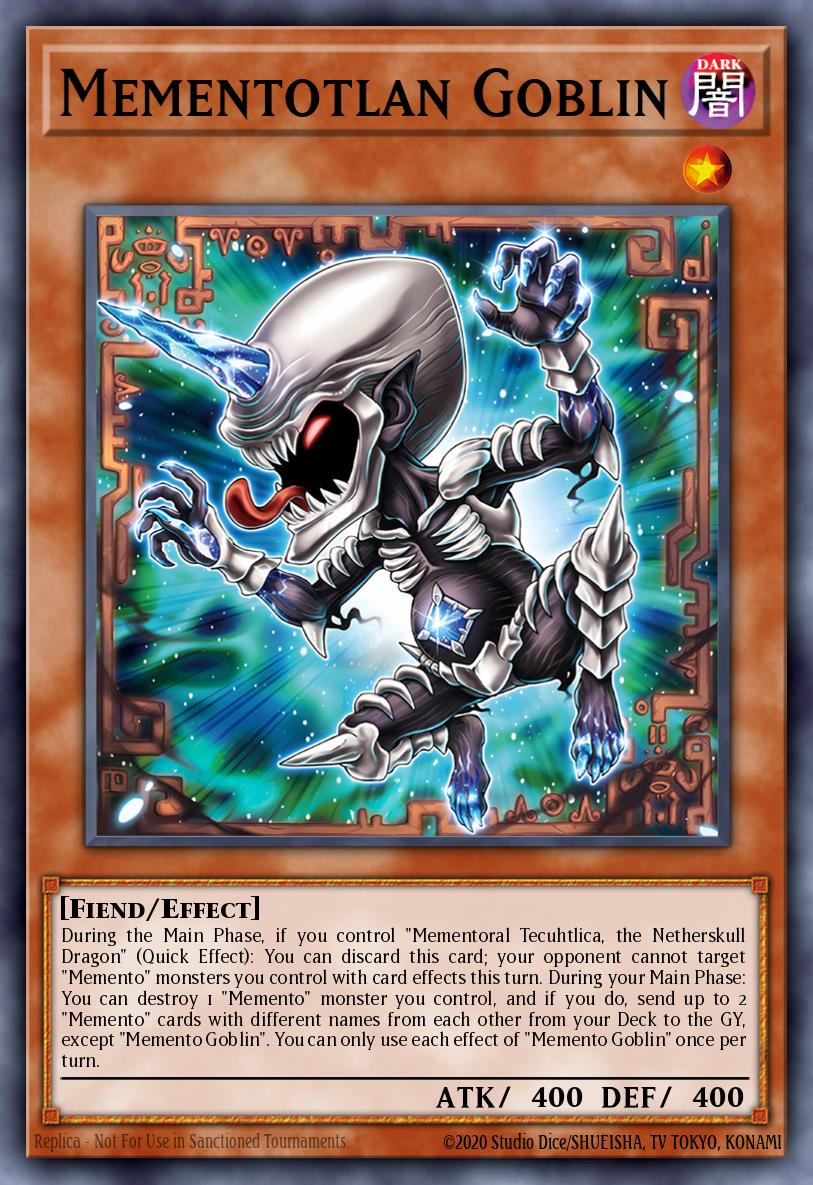 Mementotlan Goblin
DARK
闇
[Fiend/Effect]
During the Main Phase, if you control "Mementoral Tecuhtlica, the Netherskull
Dragon" (Quick Effect): You can discard this card; your opponent cannot target
"Memento" monsters you control with card effects this turn. During your Main Phase:
You can destroy 1 "Memento" monster you control, and if you do, send up to 2
"Memento" cards with different names from each other from your Deck to the GY,
except "Memento Goblin". You can only use each effect of "Memento Goblin" once per
turn.
ATK/ 400 DEF/ 400
Replica - Not For Use in Sanctioned Tournaments.
©2020 Studio Dice/SHUEISHA, TV TOKYO, KONAMI